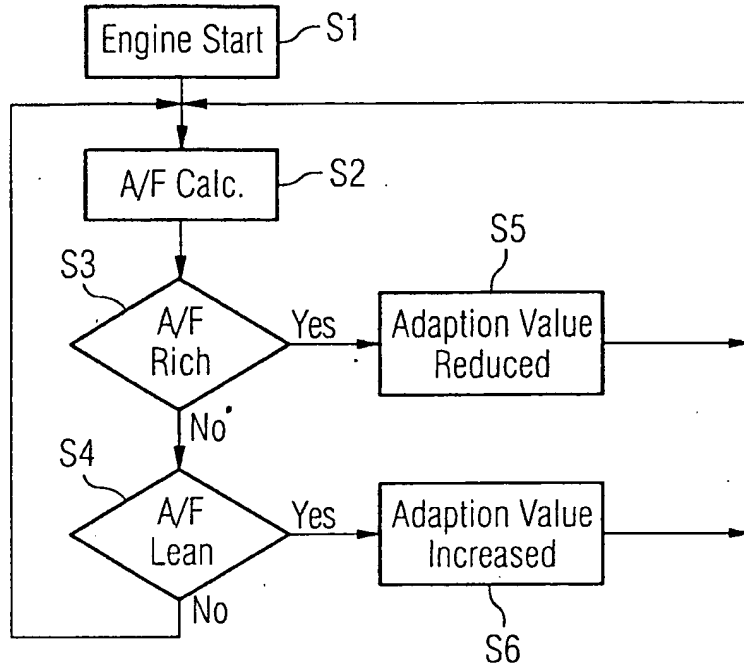 Engine Start
S1
A/F Calc.
S2
S3
A/F
Rich
Yes
S5
Adaption Value
Reduced
No
S4
A/F
Lean
Yes
Adaption Value
Increased
S6
No